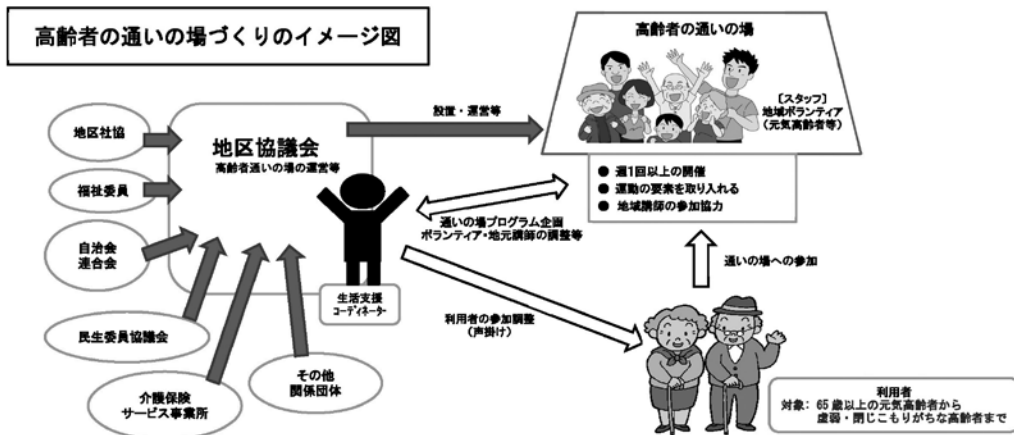 高齢者の通いの場づくりのイメージ図
高齢者の通いの場
〔スタッフ〕
地域ボランティア
（元気高齢者等）
設置・運営等
地区社協
福祉委員
自治会
連合会
民生委員協議会
介護保険
サービス事業所
その他
関係団体
地区協議会
高齢者通いの場の運営等
生活支援
コーディネーター
● 週1回以上の開催
● 運動の要素を取り入れる
● 地域講師の参加協力
通いの場プログラム企画
ボランティア・地元講師の調整等
利用者の参加調整
（声掛け）
通いの場への参加
利用者
対象： 65歳以上の元気高齢者から
虚弱・閉じこもりがちな高齢者まで